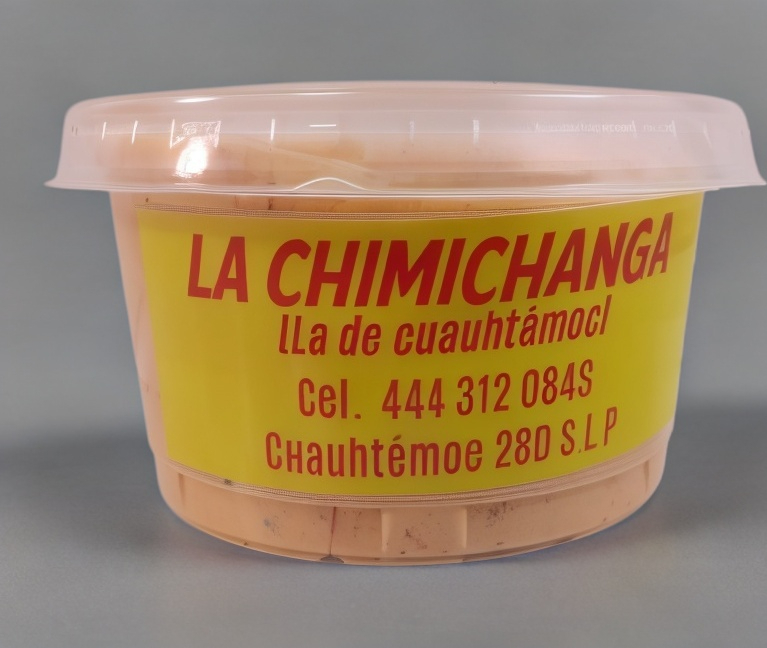 LA CHIMICHANGA
lLa de cuauhtámocl
Cel. 444 312 084S
CHauhtémoe 28D S.L P